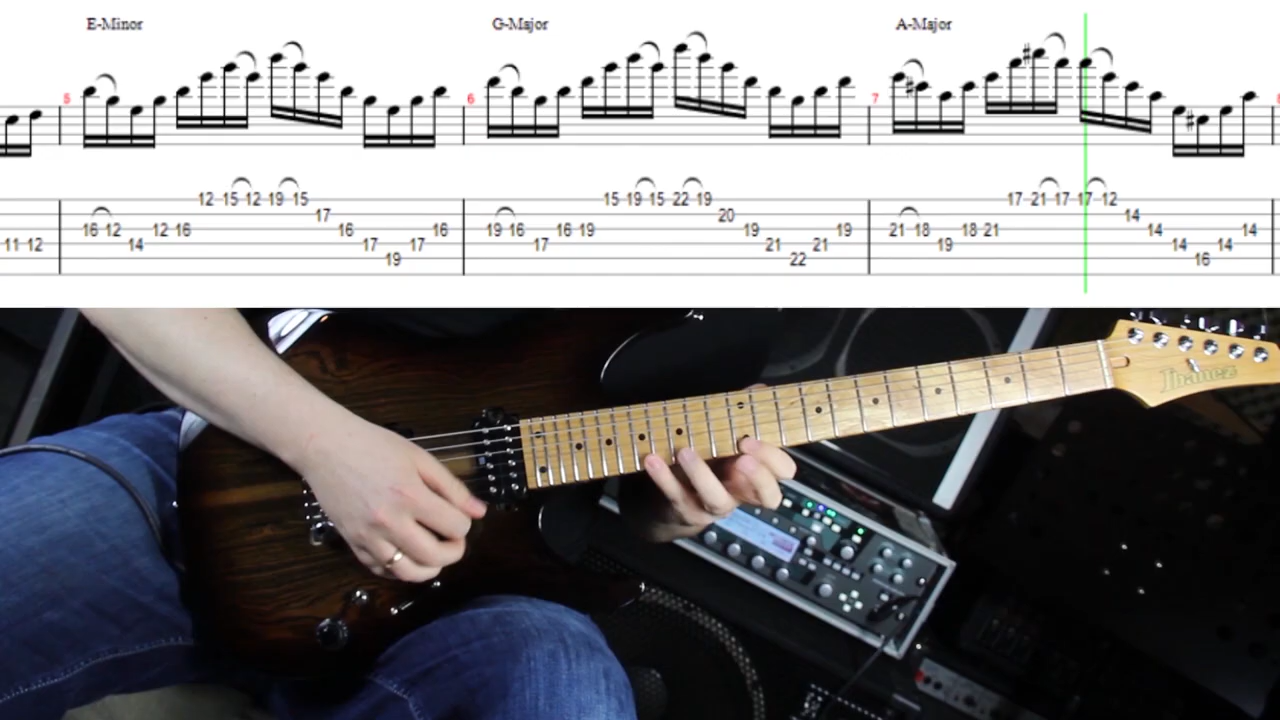 E-Minor G-Major A-Major
5 6 7
12 15 12 19 15 15 19 15 22 19 17 21 17 17 12
17 20 14
16 12 12 16 16 19 16 16 19 19 21 18 18 21 14 14
11 12 14 17 17 17 21 21 19 14 14
19 22 16
Ibanez